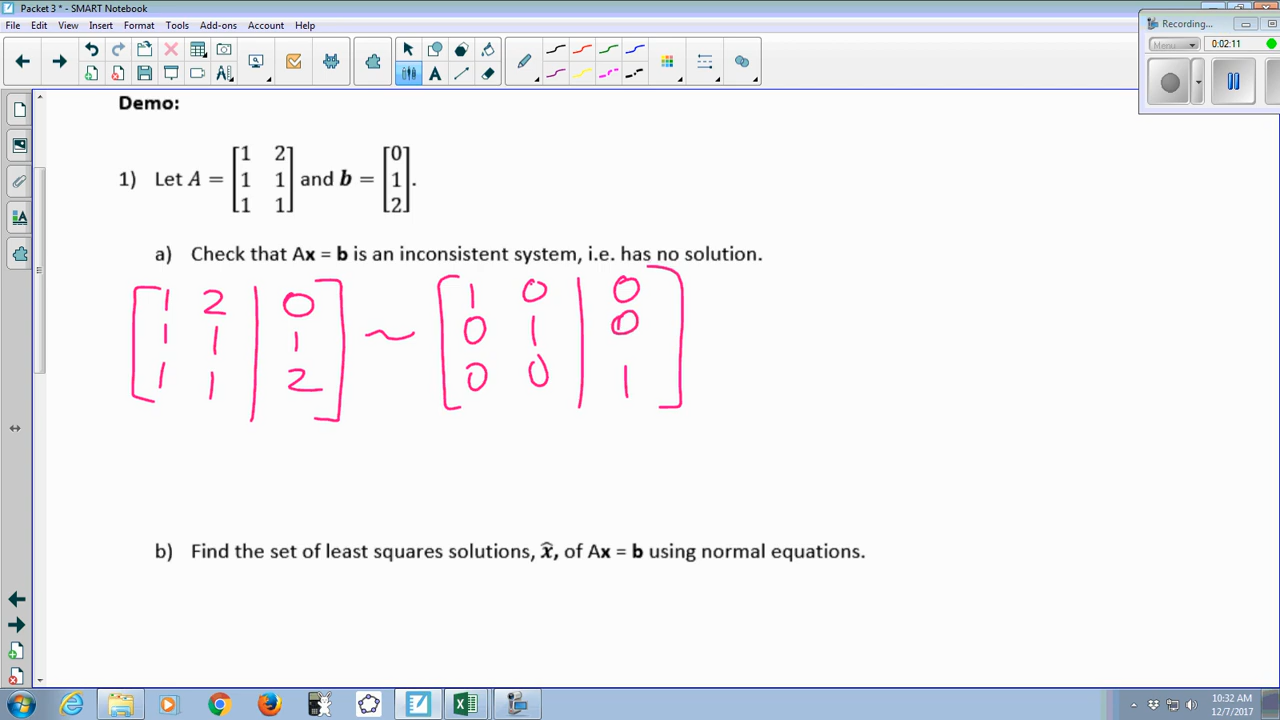 Packet 3 * - SMART Notebook
File Edit View Insert Format Tools Add-ons Account Help
Recording...
Menu
0:02:11
Demo:
1) Let A = [1 2; 1 1; 1 1] and b = [0; 1; 2].
a) Check that Ax = b is an inconsistent system, i.e. has no solution.
1 2 | 0 1 0 | 0
1 1 | 1 ~ 0 1 | 0
1 1 | 2 0 0 | 1
b) Find the set of least squares solutions, x̂, of Ax = b using normal equations.
10:32 AM
12/7/2017